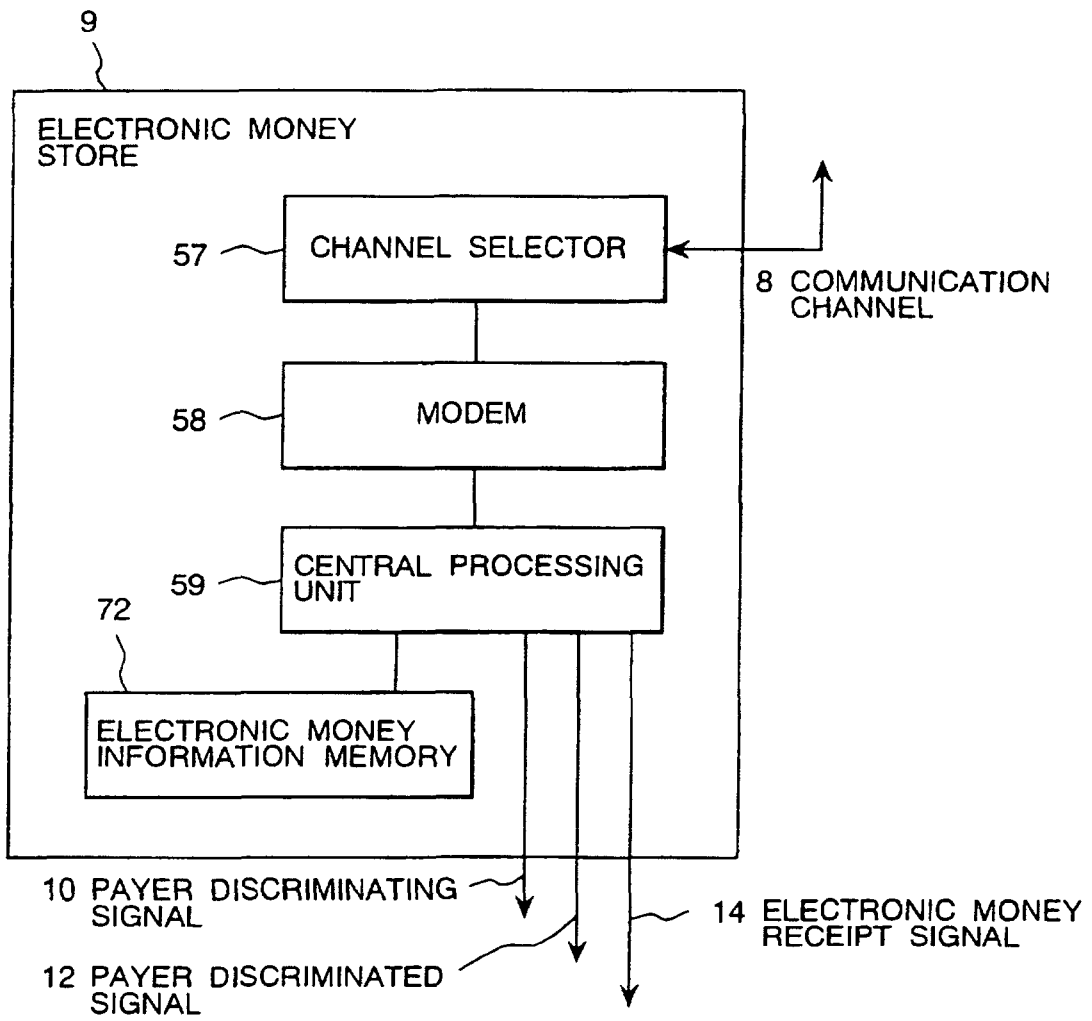 9
ELECTRONIC MONEY
STORE
57
CHANNEL SELECTOR
8 COMMUNICATION
CHANNEL
58
MODEM
59
CENTRAL PROCESSING
UNIT
72
ELECTRONIC MONEY
INFORMATION MEMORY
10 PAYER DISCRIMINATING
SIGNAL
14 ELECTRONIC MONEY
RECEIPT SIGNAL
12 PAYER DISCRIMINATED
SIGNAL